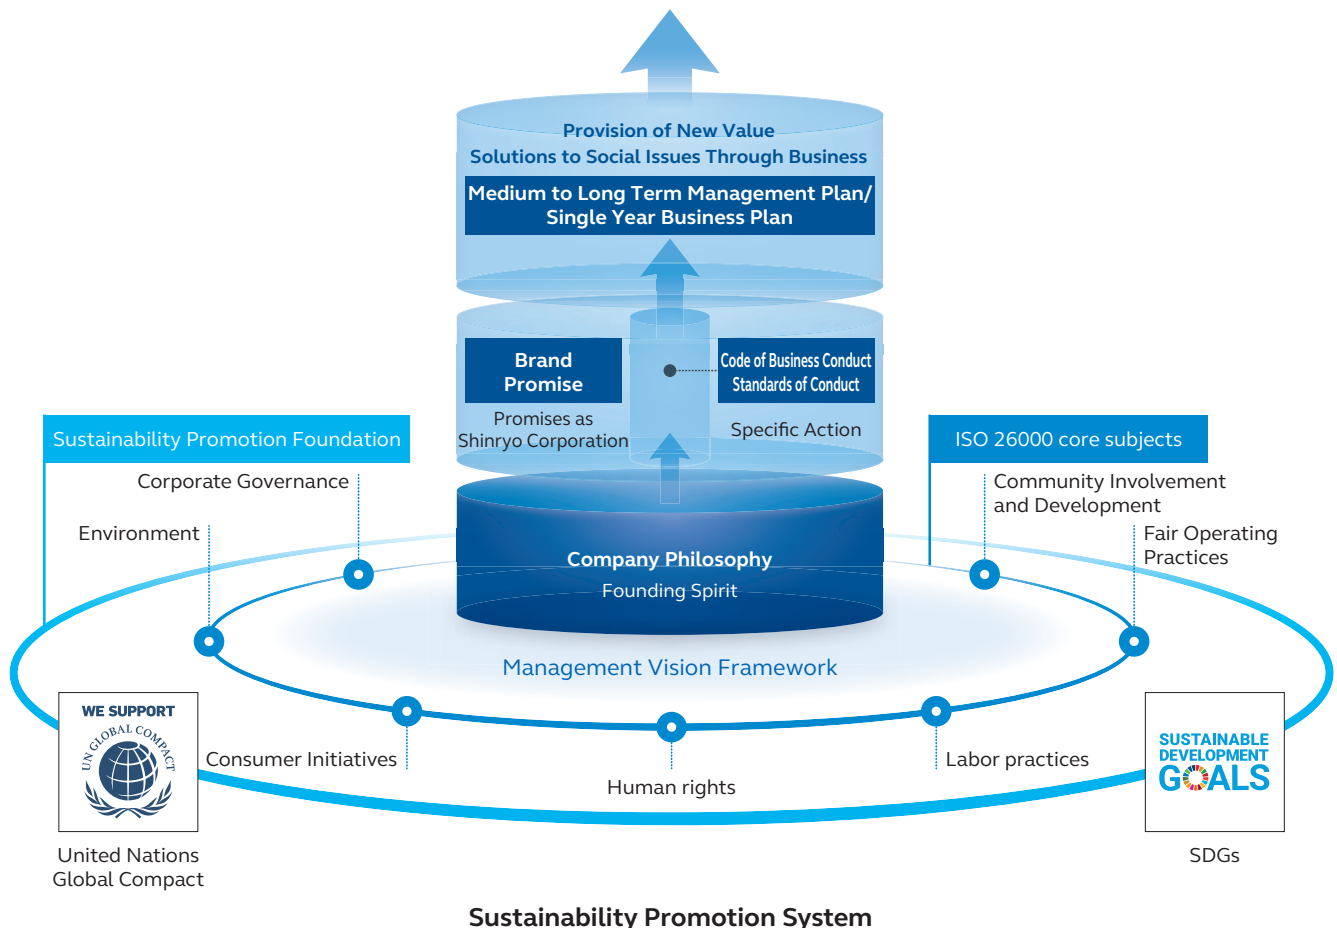 Provision of New Value
Solutions to Social Issues Through Business
Medium to Long Term Management Plan/
Single Year Business Plan
Brand
Promise
Promises as
Shinryo Corporation
Code of Business Conduct
Standards of Conduct
Specific Action
Sustainability Promotion Foundation
ISO 26000 core subjects
Corporate Governance
Environment
Community Involvement
and Development
Fair Operating
Practices
Company Philosophy
Founding Spirit
Management Vision Framework
Consumer Initiatives
Human rights
Labor practices
WE SUPPORT
UN GLOBAL COMPACT
United Nations
Global Compact
SUSTAINABLE
DEVELOPMENT
GOALS
SDGs
Sustainability Promotion System